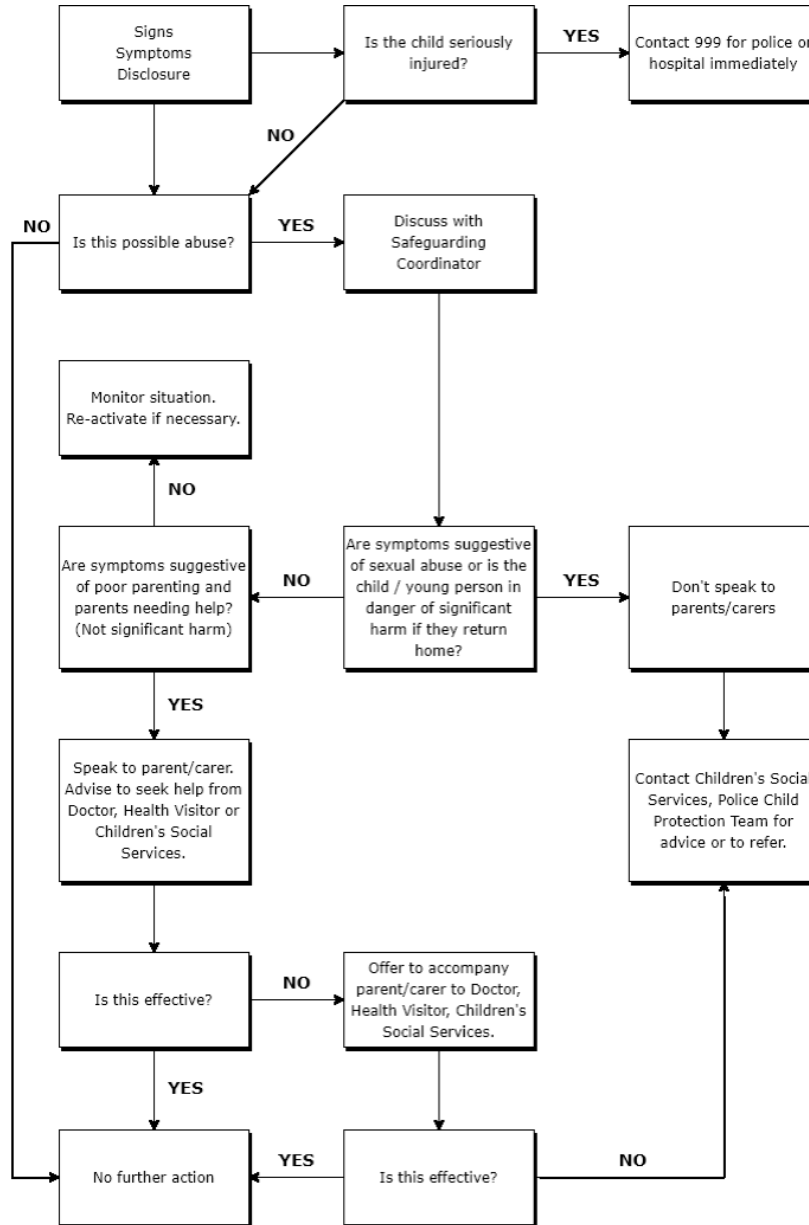 Signs
Symptoms
Disclosure
Is the child seriously
injured?
YES
Contact 999 for police or
hospital immediately
NO
NO
Is this possible abuse?
YES
Discuss with
Safeguarding
Coordinator
Monitor situation.
Re-activate if necessary.
NO
Are symptoms suggestive
of poor parenting and
parents needing help?
(Not significant harm)
NO
Are symptoms suggestive
of sexual abuse or is the
child / young person in
danger of significant
harm if they return
home?
YES
Don't speak to
parents/carers
YES
Speak to parent/carer.
Advise to seek help from
Doctor, Health Visitor or
Children's Social
Services.
Contact Children's Social
Services, Police Child
Protection Team for
advice or to refer.
Is this effective?
NO
Offer to accompany
parent/carer to Doctor,
Health Visitor, Children's
Social Services.
YES
No further action
YES
Is this effective?
NO